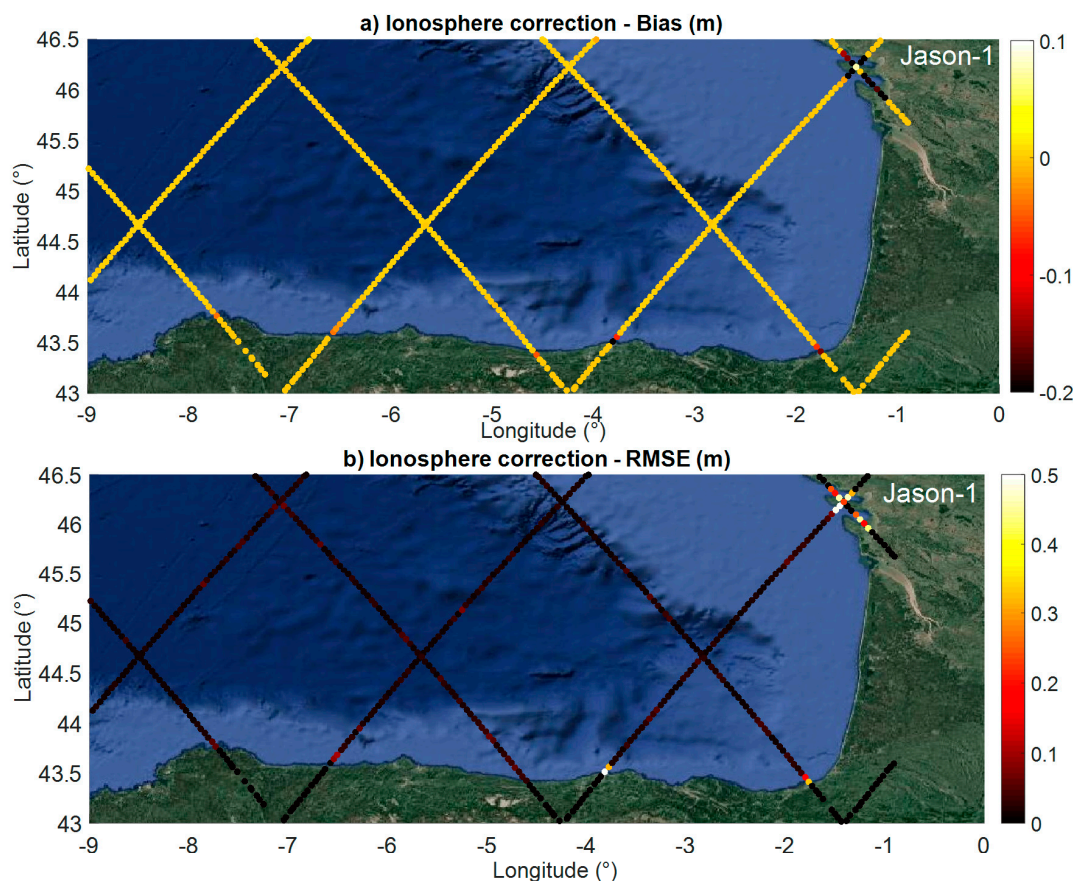 a) Ionosphere correction - Bias (m)
Jason-1
46.5
46
45.5
45
44.5
44
43.5
43
Latitude (°)
-9 -8 -7 -6 -5 -4 -3 -2 -1 0
Longitude (°)
0.1
0
-0.1
-0.2
b) Ionosphere correction - RMSE (m)
Jason-1
46.5
46
45.5
45
44.5
44
43.5
43
Latitude (°)
-9 -8 -7 -6 -5 -4 -3 -2 -1 0
Longitude (°)
0.5
0.4
0.3
0.2
0.1
0